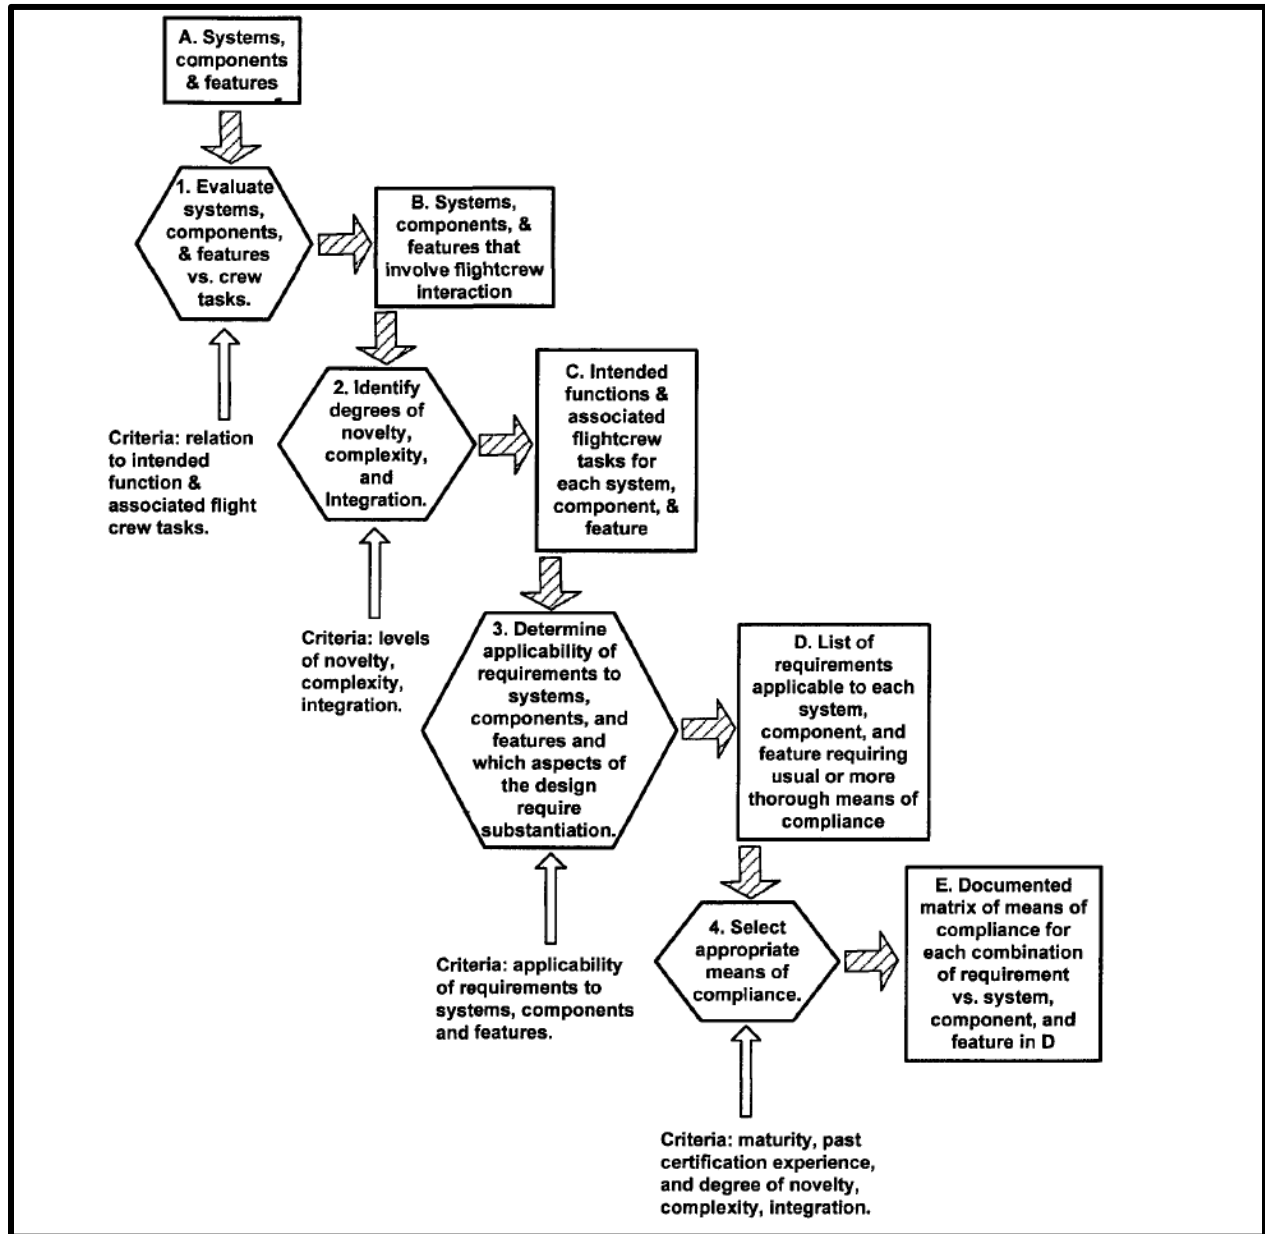 A. Systems,
components
& features
1. Evaluate
systems,
components,
& features
vs. crew
tasks.
B. Systems,
components, &
features that
involve flightcrew
interaction
Criteria: relation
to intended
function &
associated flight
crew tasks.
2. Identify
degrees of
novelty,
complexity,
and
Integration.
C. Intended
functions &
associated
flightcrew
tasks for
each system,
component, &
feature
Criteria: levels
of novelty,
complexity,
integration.
3. Determine
applicability of
requirements to
systems,
components, and
features and
which aspects of
the design
require
substantiation.
D. List of
requirements
applicable to each
system,
component, and
feature requiring
usual or more
thorough means of
compliance
Criteria: applicability
of requirements to
systems, components
and features.
4. Select
appropriate
means of
compliance.
E. Documented
matrix of means of
compliance for
each combination
of requirement
vs. system,
component, and
feature in D
Criteria: maturity, past
certification experience,
and degree of novelty,
complexity, integration.